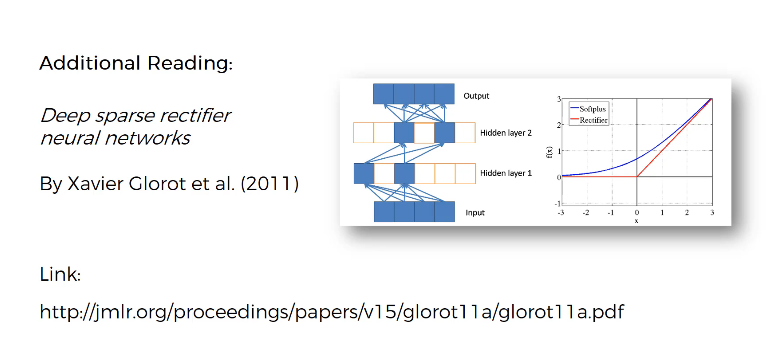 Additional Reading:
Deep sparse rectifier
neural networks
By Xavier Glorot et al. (2011)
Output
Hidden layer 2
Hidden layer 1
Input
Softplus
Rectifier
f(x)
3
2
1
0
-1
-3 -2 -1 0 1 2 3
x
Link:
http://jmlr.org/proceedings/papers/v15/glorot11a/glorot11a.pdf